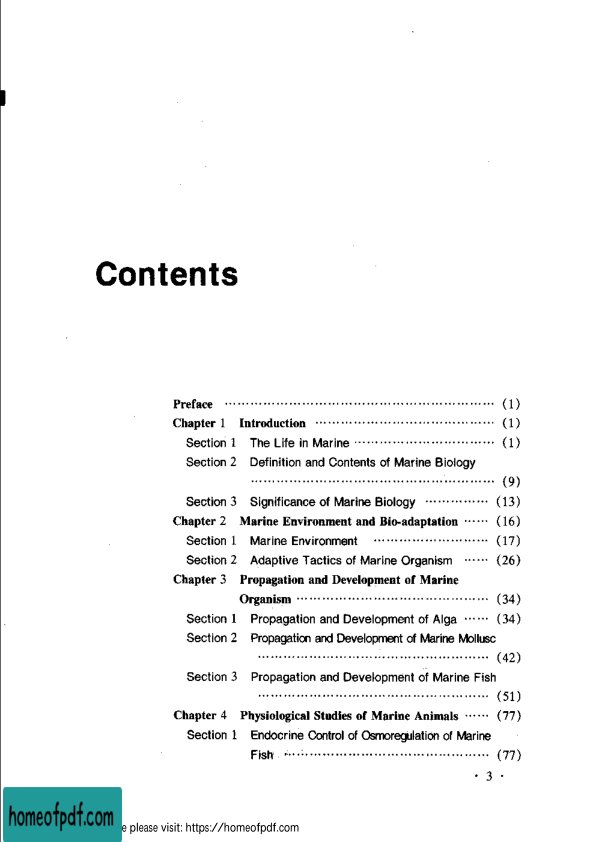 Contents
Preface ……………………………………………………… (1)
Chapter 1 Introduction …………………………………… (1)
Section 1 The Life in Marine …………………………… (1)
Section 2 Definition and Contents of Marine Biology
………………………………………………… (9)
Section 3 Significance of Marine Biology …………… (13)
Chapter 2 Marine Environment and Bio-adaptation …… (16)
Section 1 Marine Environment ……………………… (17)
Section 2 Adaptive Tactics of Marine Organism …… (26)
Chapter 3 Propagation and Development of Marine
Organism ……………………………………… (34)
Section 1 Propagation and Development of Alga …… (34)
Section 2 Propagation and Development of Marine Mollusc
……………………………………………… (42)
Section 3 Propagation and Development of Marine Fish
……………………………………………… (51)
Chapter 4 Physiological Studies of Marine Animals …… (77)
Section 1 Endocrine Control of Osmoregulation of Marine
Fish ………………………………………… (77)
· 3 ·
homeofpdf.com
e please visit: https://homeofpdf.com